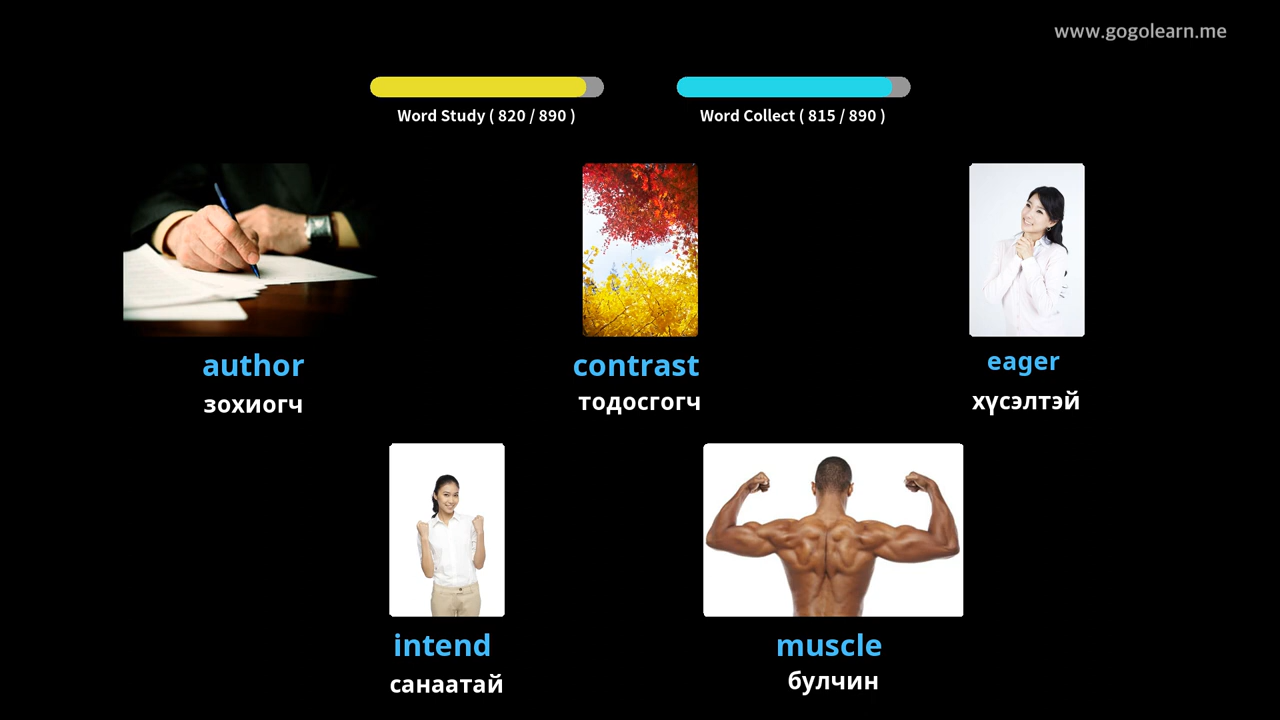 www.gogolearn.me
Word Study ( 820 / 890 )
Word Collect ( 815 / 890 )
author
зохиогч
contrast
тодосгогч
eager
хүсэлтэй
intend
санаатай
muscle
булчин